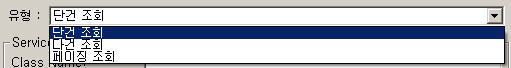 유형 : 단건 조회
단건 조회
다건 조회
페이징 조회
Servic
Class Name: